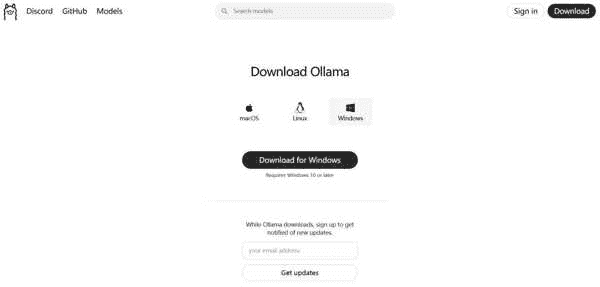 Discord GitHub Models Search models Sign in Download
Download Ollama
macOS Linux Windows
Download for Windows
Requires Windows 10 or later
While Ollama downloads, sign up to get
notified of new updates.
your email address
Get updates